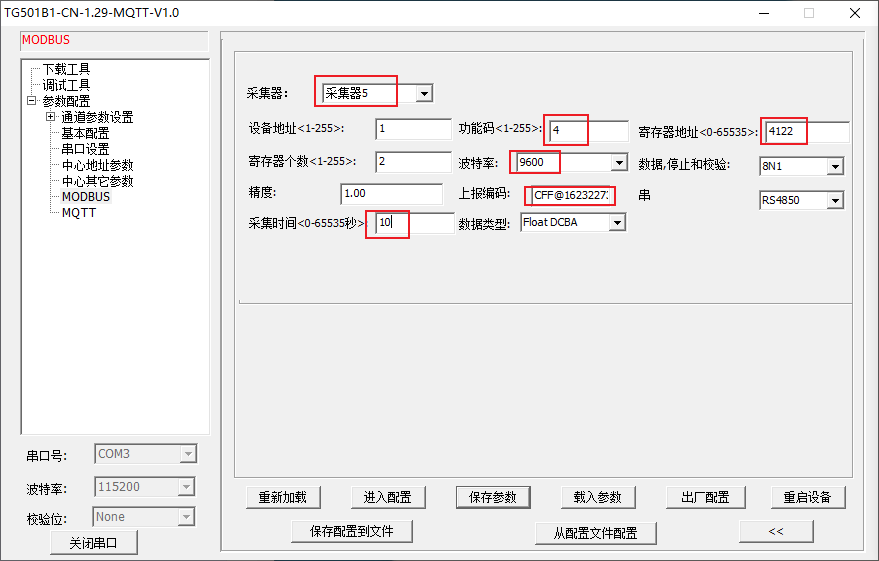 TG501B1-CN-1.29-MQTT-V1.0
MODBUS
下载工具
调试工具
参数配置
通道参数设置
基本配置
串口设置
中心地址参数
中心其它参数
MODBUS
MQTT
串口号: COM3
波特率: 115200
校验位: None
关闭串口
采集器: 采集器5
设备地址<1-255>: 1 功能码<1-255>: 4 寄存器地址<0-65535>: 4122
寄存器个数<1-255>: 2 波特率: 9600 数据,停止和校验: 8N1
精度: 1.00 上报编码: CFF@1623227 串 RS4850
采集时间<0-65535秒>: 10 数据类型: Float DCBA
重新加载 进入配置 保存参数 载入参数 出厂配置 重启设备
保存配置到文件 从配置文件配置 <<